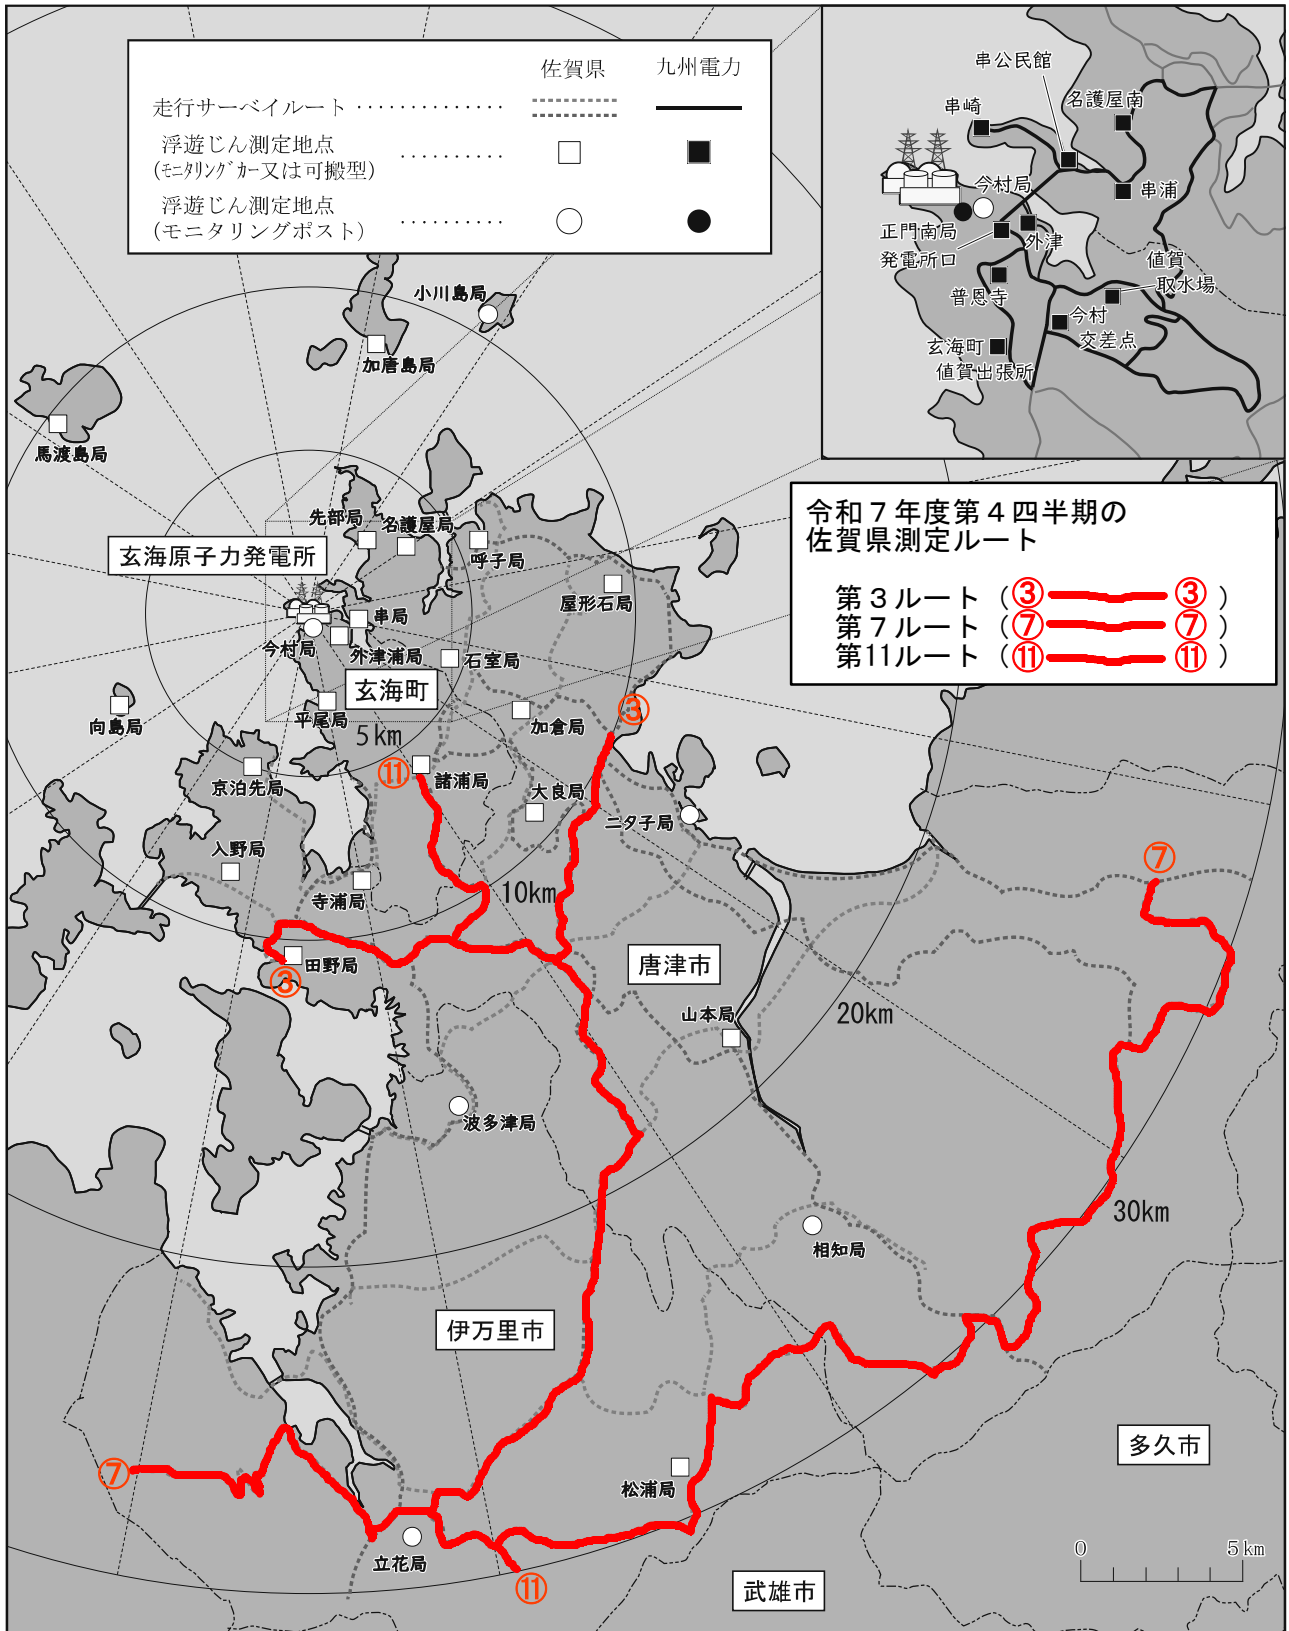 佐賀県 九州電力
走行サーベイルート ‥‥‥‥‥‥‥
浮遊じん測定地点
(モニタリングカー又は可搬型) ‥‥‥‥‥
浮遊じん測定地点
(モニタリングポスト) ‥‥‥‥‥
串公民館
串崎
名護屋南
今村局
串浦
正門南局
外津
発電所口
値賀
取水場
普恩寺
今村
交差点
玄海町
値賀出張所
令和７年度第４四半期の
佐賀県測定ルート
第３ルート（③ ③）
第７ルート（⑦ ⑦）
第11ルート（⑪ ⑪）
小川島局
加唐島局
馬渡島局
先部局
名護屋局
玄海原子力発電所
呼子局
屋形石局
串局
今村局
外津浦局
石室局
玄海町
向島局
平尾局
③
加倉局
5km
京泊先局
⑪
諸浦局
大良局
二タ子局
入野局
⑦
寺浦局
10km
田野局
唐津市
③
山本局
20km
波多津局
30km
相知局
伊万里市
多久市
⑦
松浦局
立花局
⑪
武雄市
0 5km